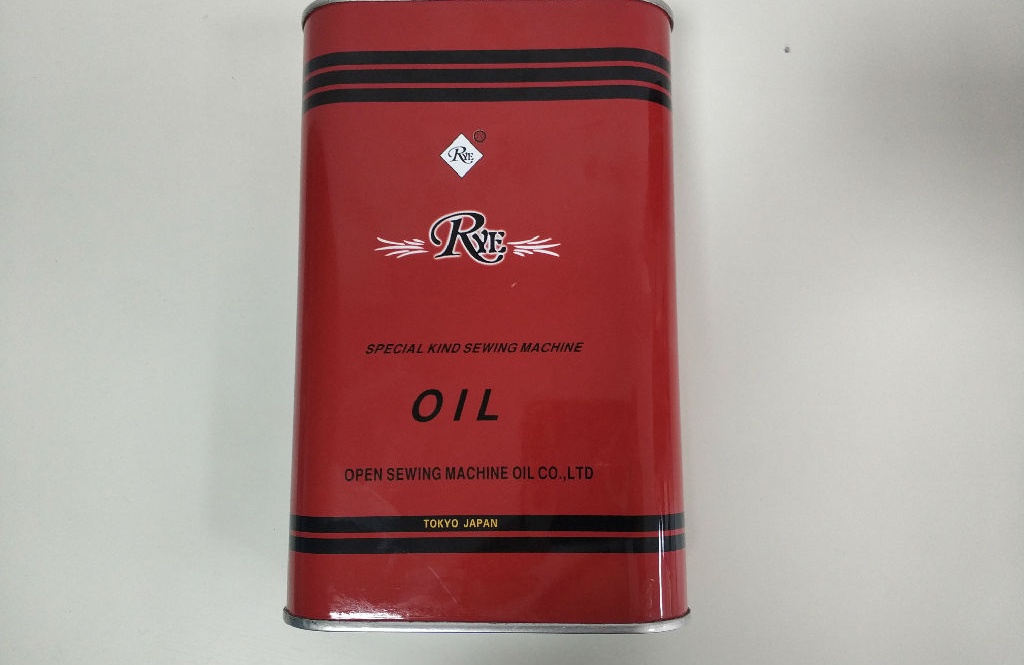 RYE ®
RYE
SPECIAL KIND SEWING MACHINE
OIL
OPEN SEWING MACHINE OIL CO.,LTD
TOKYO JAPAN